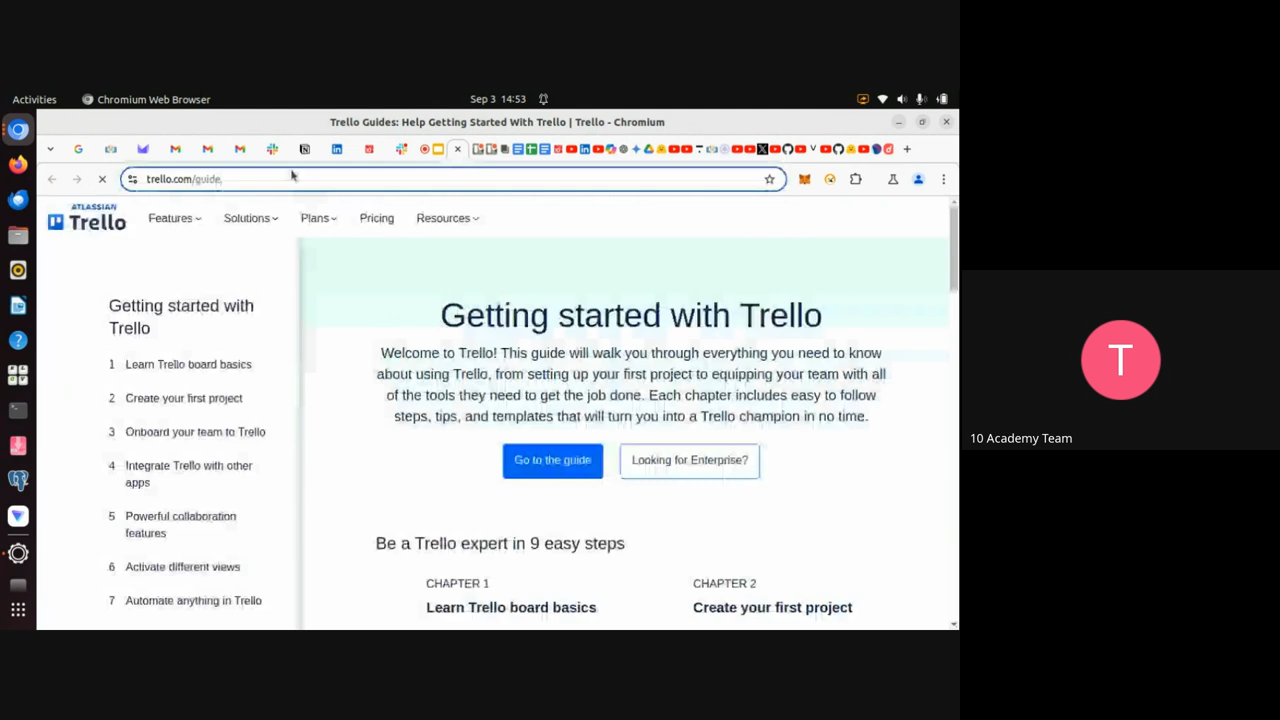 Activities
Chromium Web Browser
Sep 3 14:53
Trello Guides: Help Getting Started With Trello | Trello - Chromium
trello.com/guide,
ATLASSIAN
Trello
Features
Solutions
Plans
Pricing
Resources
Getting started with
Trello
1 Learn Trello board basics
2 Create your first project
3 Onboard your team to Trello
4 Integrate Trello with other
apps
5 Powerful collaboration
features
6 Activate different views
7 Automate anything in Trello
Getting started with Trello
Welcome to Trello! This guide will walk you through everything you need to know
about using Trello, from setting up your first project to equipping your team with all
of the tools they need to get the job done. Each chapter includes easy to follow
steps, tips, and templates that will turn you into a Trello champion in no time.
Go to the guide
Looking for Enterprise?
Be a Trello expert in 9 easy steps
CHAPTER 1
Learn Trello board basics
CHAPTER 2
Create your first project
T
10 Academy Team